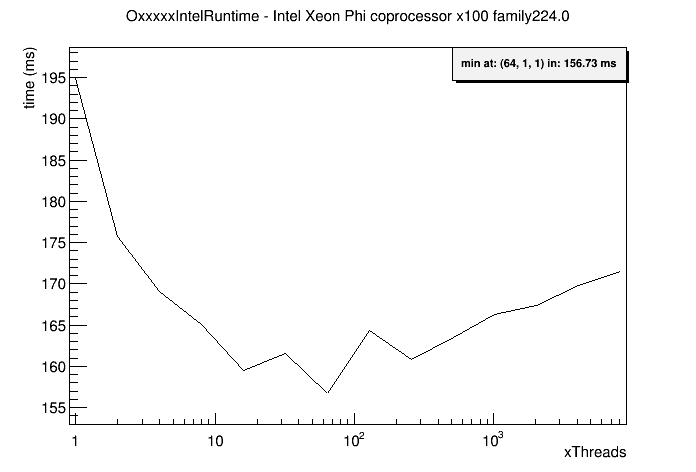 OxxxxxIntelRuntime - Intel Xeon Phi coprocessor x100 family224.0
time (ms)
min at: (64, 1, 1) in: 156.73 ms
195
190
185
180
175
170
165
160
155
1 10 10² 10³
xThreads